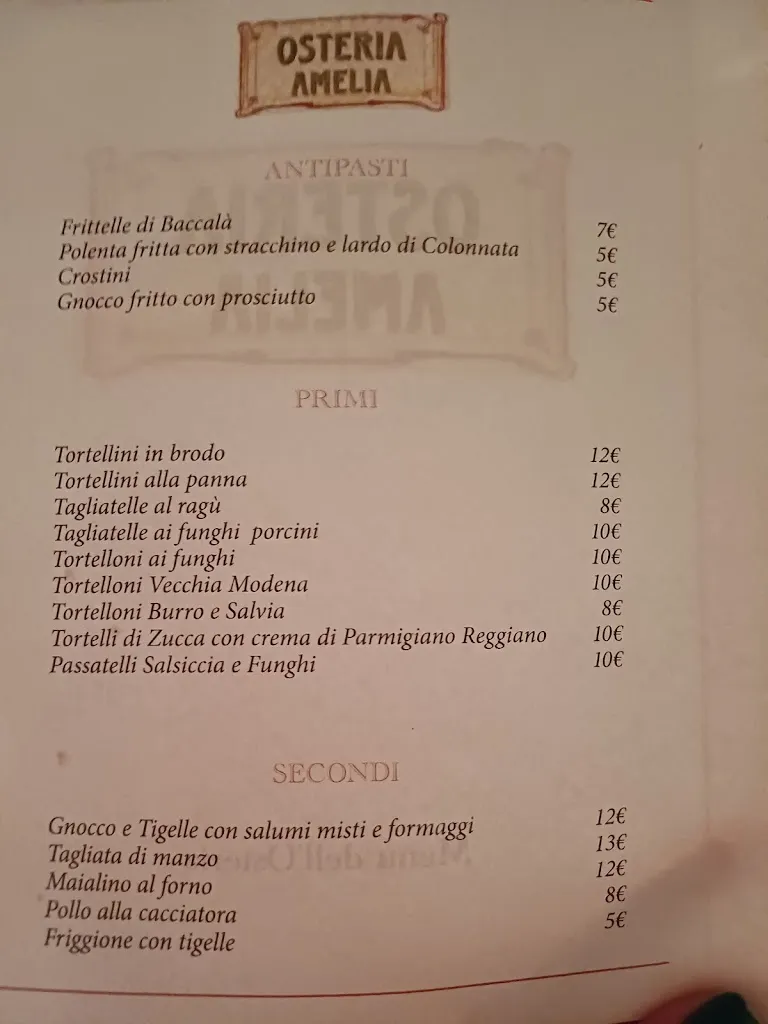 OSTERIA
AMELIA
ANTIPASTI
Frittelle di Baccalà 7€
Polenta fritta con stracchino e lardo di Colonnata 5€
Crostini 5€
Gnocco fritto con prosciutto 5€
PRIMI
Tortellini in brodo 12€
Tortellini alla panna 12€
Tagliatelle al ragù 8€
Tagliatelle ai funghi porcini 10€
Tortelloni ai funghi 10€
Tortelloni Vecchia Modena 10€
Tortelloni Burro e Salvia 8€
Tortelli di Zucca con crema di Parmigiano Reggiano 10€
Passatelli Salsiccia e Funghi 10€
SECONDI
Gnocco e Tigelle con salumi misti e formaggi 12€
Tagliata di manzo 13€
Maialino al forno 12€
Pollo alla cacciatora 8€
Friggione con tigelle 5€